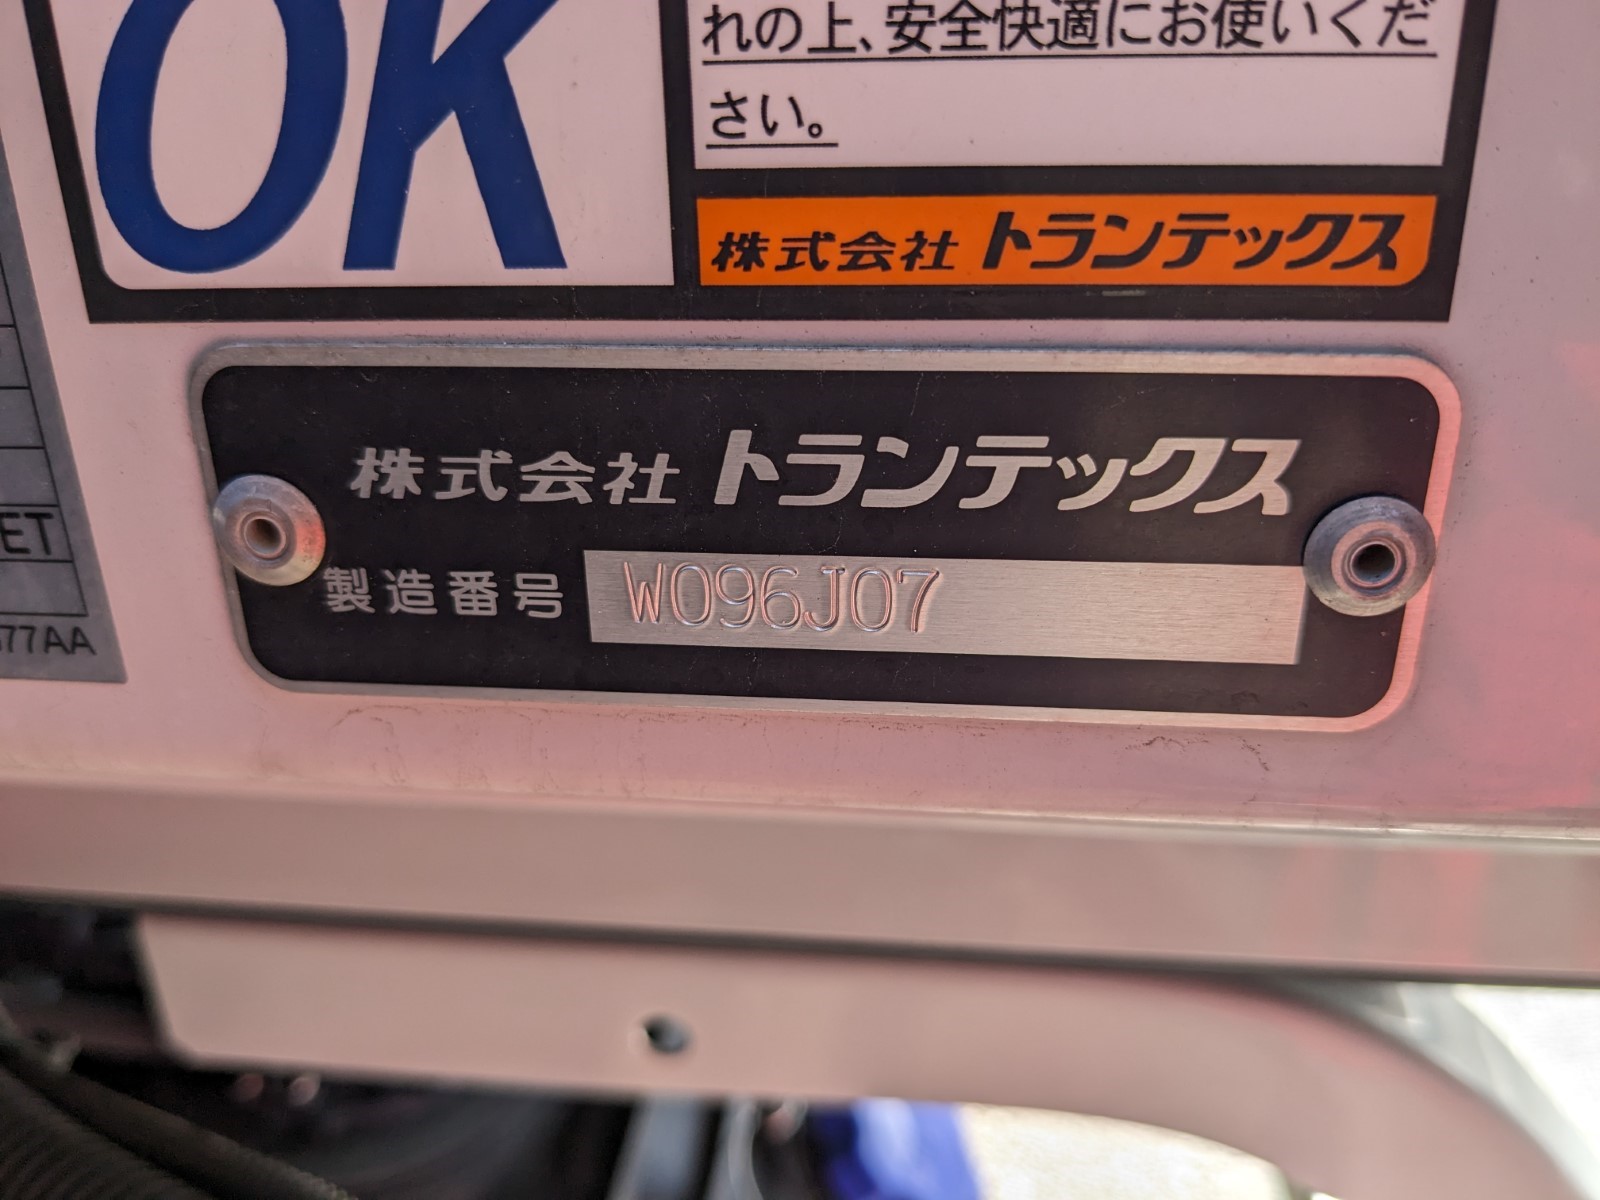 OK
れの上、安全快適にお使いくだ
さい。
株式会社 トランテックス
株式会社 トランテックス
製造番号 W096J07
ET
77AA